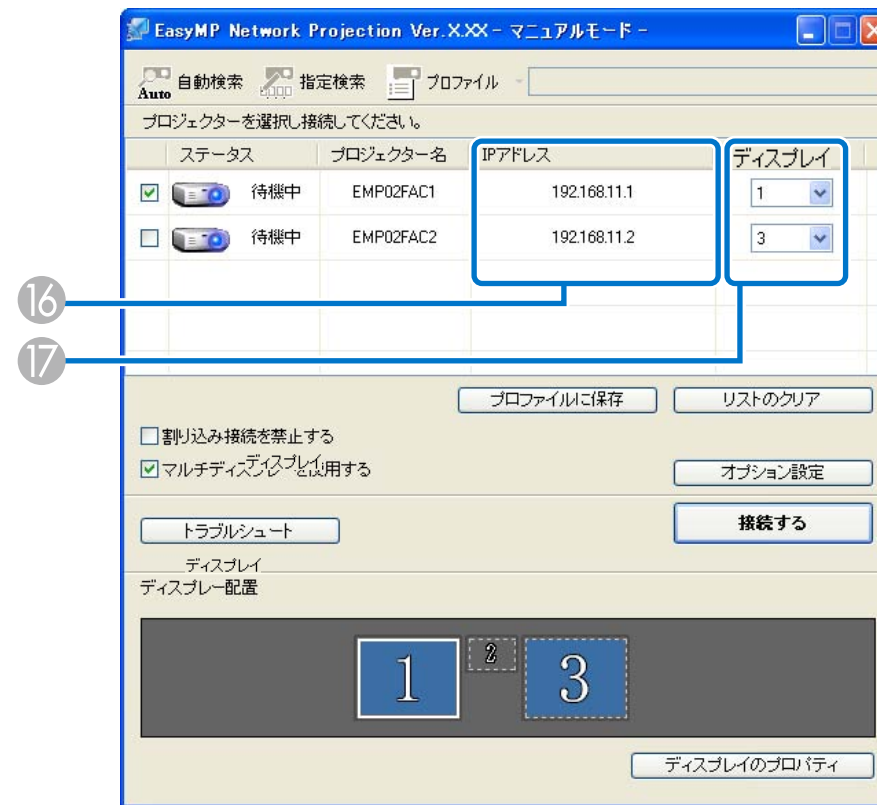 EasyMP Network Projection Ver.X.XX - マニュアルモード -
Auto 自動検索 指定検索 プロファイル
プロジェクターを選択し接続してください。
ステータス プロジェクター名 IPアドレス ディスプレイ
待機中 EMP02FAC1 192.168.11.1 1
待機中 EMP02FAC2 192.168.11.2 3
16
17
プロファイルに保存 リストのクリア
割り込み接続を禁止する
マルチディスプレイを使用する
オプション設定
トラブルシュート 接続する
ディスプレイ
ディスプレー配置
1 2 3
ディスプレイのプロパティ